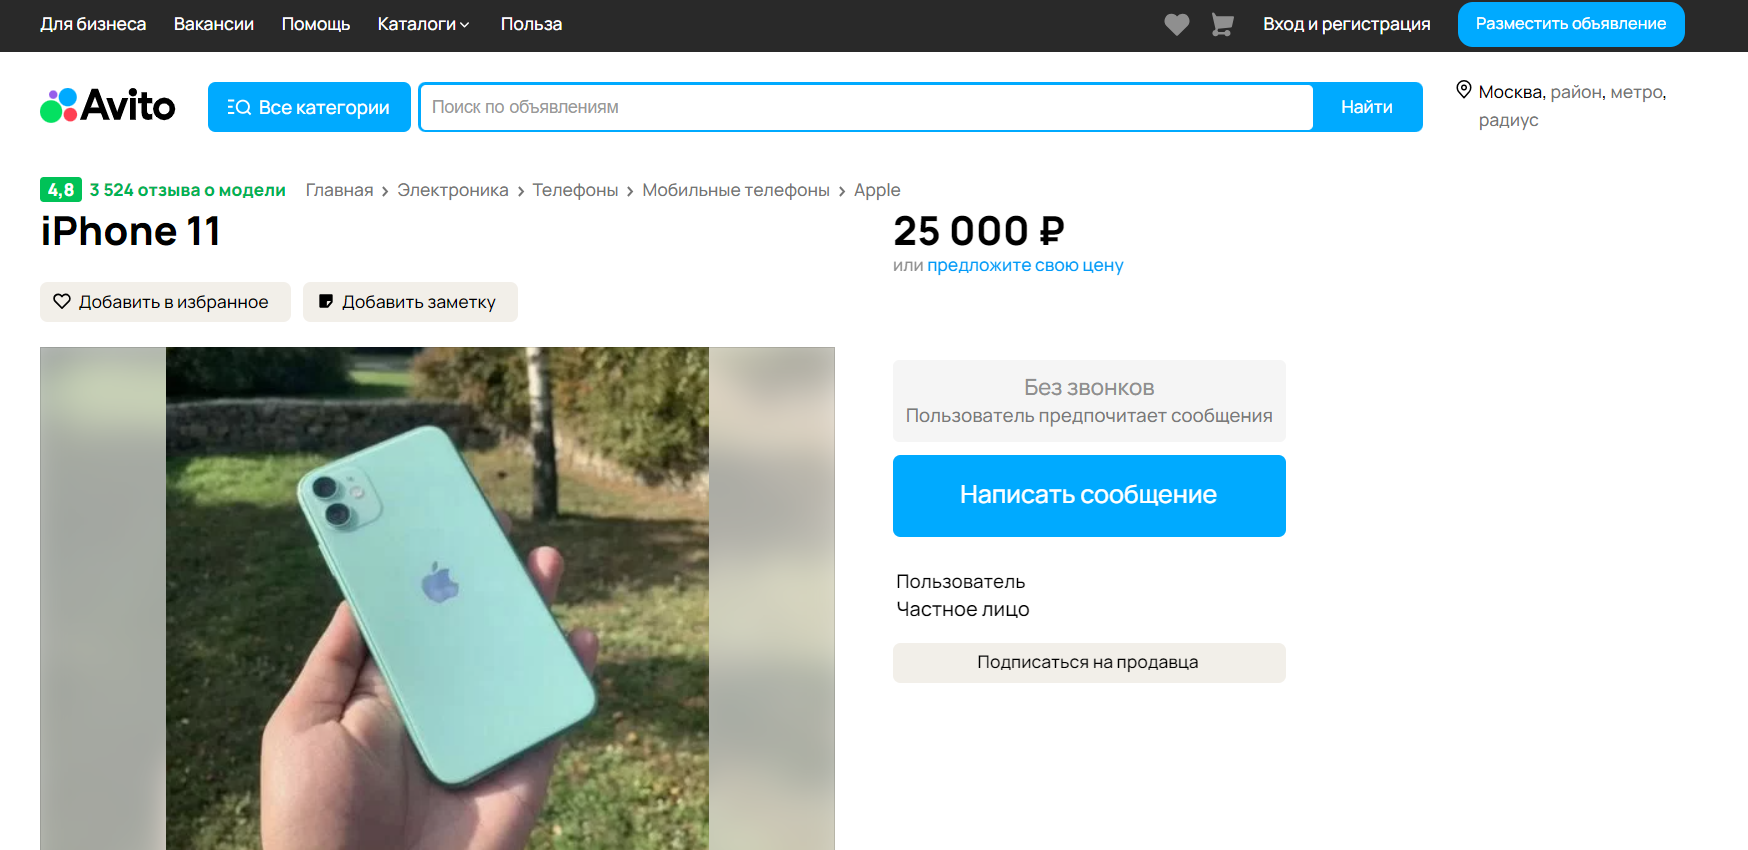 Для бизнеса Вакансии Помощь Каталоги Польза Вход и регистрация Разместить объявление
Avito Все категории Поиск по объявлениям Найти Москва, район, метро,
радиус
4,8 3 524 отзыва о модели Главная > Электроника > Телефоны > Мобильные телефоны > Apple
iPhone 11 25 000 ₽
или предложите свою цену
Добавить в избранное Добавить заметку
Без звонков
Пользователь предпочитает сообщения
Написать сообщение
Пользователь
Частное лицо
Подписаться на продавца